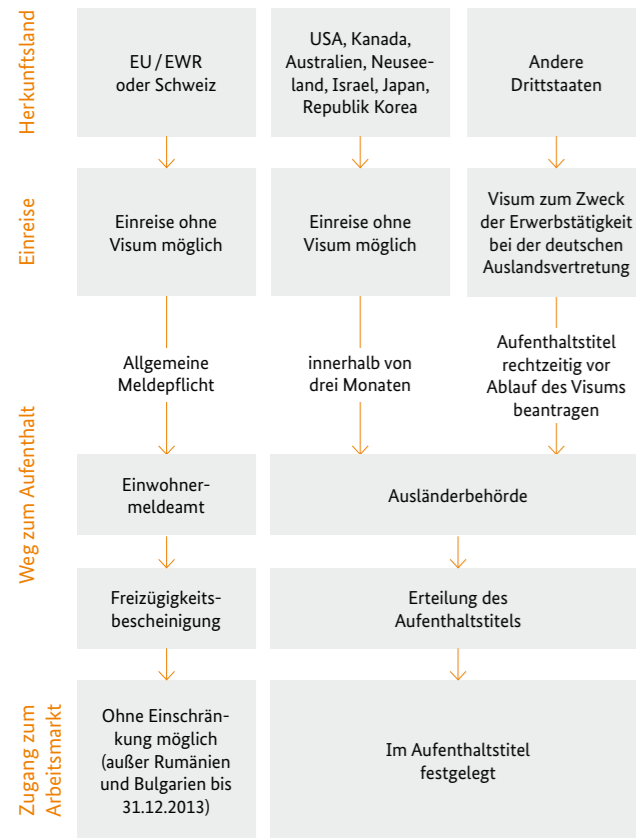 Herkunftsland
EU / EWR
oder Schweiz
USA, Kanada,
Australien, Neusee-
land, Israel, Japan,
Republik Korea
Andere
Drittstaaten
Einreise
Einreise ohne
Visum möglich
Einreise ohne
Visum möglich
Visum zum Zweck
der Erwerbstätigkeit
bei der deutschen
Auslandsvertretung
Weg zum Aufenthalt
Allgemeine
Meldepflicht
innerhalb von
drei Monaten
Aufenthaltstitel
rechtzeitig vor
Ablauf des Visums
beantragen
Einwohner-
meldeamt
Ausländerbehörde
Freizügigkeits-
bescheinigung
Erteilung des
Aufenthaltstitels
Zugang zum
Arbeitsmarkt
Ohne Einschrän-
kung möglich
(außer Rumänien
und Bulgarien bis
31.12.2013)
Im Aufenthaltstitel
festgelegt